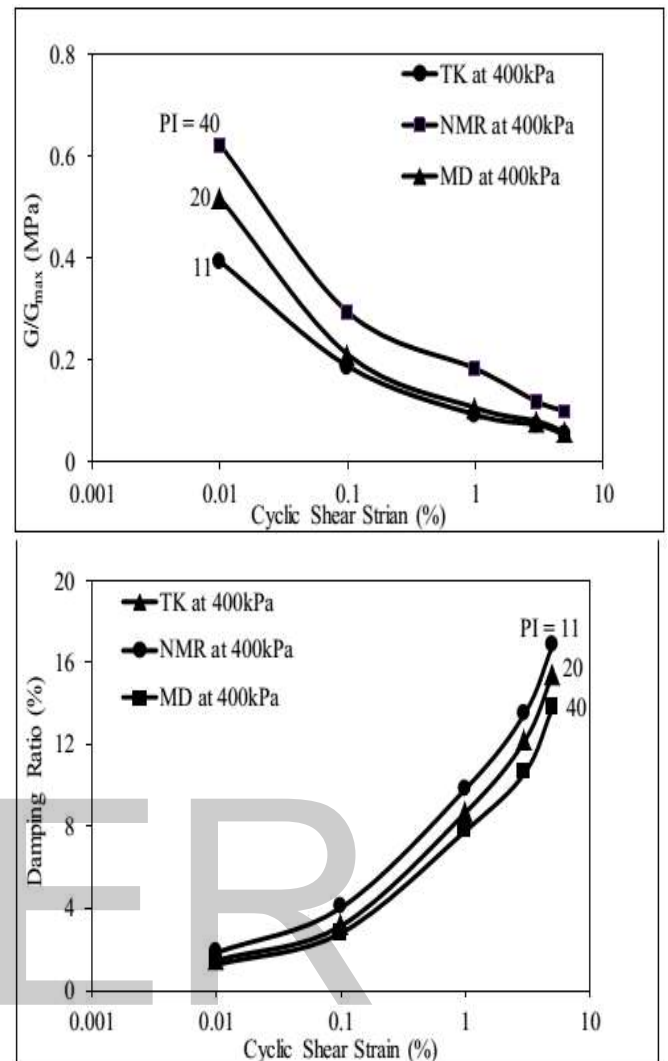 0.8
TK at 400kPa
NMR at 400kPa
MD at 400kPa
PI = 40
0.6
20
11
0.4
0.2
0
G/Gmax (MPa)
0.001
0.01
0.1
1
10
Cyclic Shear Strian (%)
20
TK at 400kPa
NMR at 400kPa
MD at 400kPa
PI = 11
20
40
16
12
8
4
0
Damping Ratio (%)
0.001
0.01
0.1
1
10
Cyclic Shear Strain (%)
ER